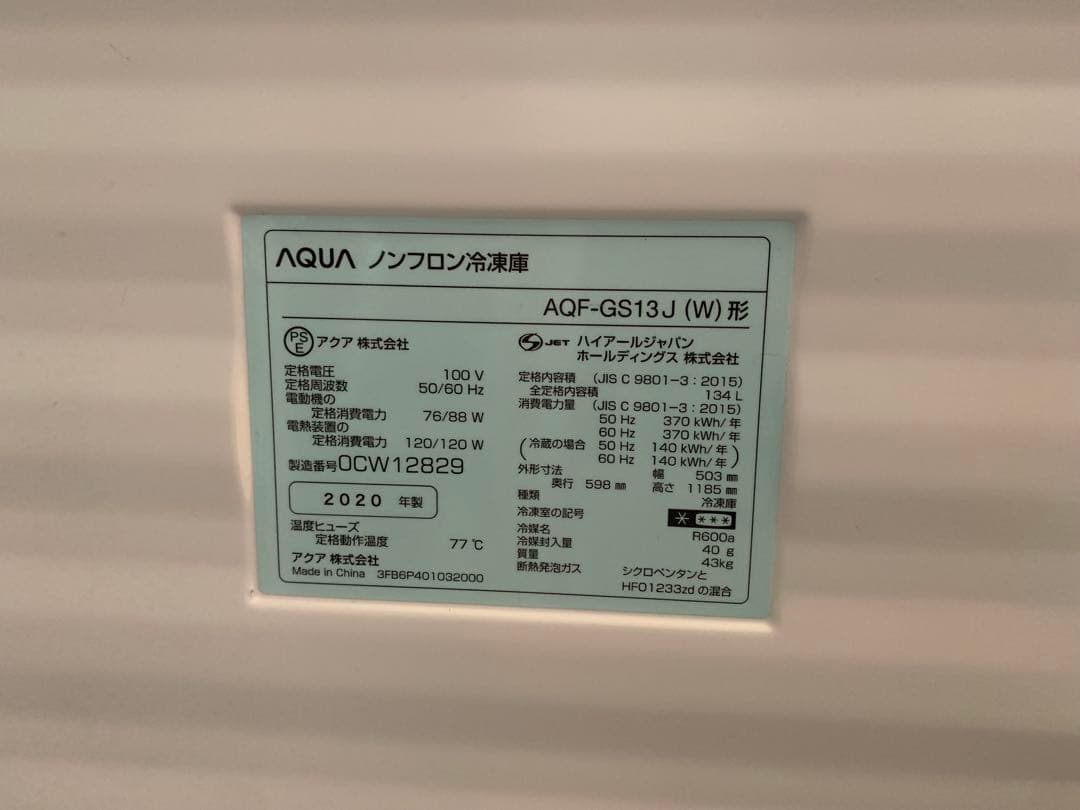 AQUA ノンフロン冷凍庫
AQF-GS13J (W) 形
PS
E
アクア 株式会社
定格電圧 100 V
定格周波数 50/60 Hz
電動機の
定格消費電力 76/88 W
電熱装置の
定格消費電力 120/120 W
製造番号 0CW12829
2020 年製
温度ヒューズ
定格動作温度 77 ℃
アクア 株式会社
Made in China 3FB6P401032000
JET ハイアールジャパン
ホールディングス 株式会社
定格内容積 (JIS C 9801-3 : 2015)
全定格内容積 134 L
消費電力量 (JIS C 9801-3 : 2015)
50 Hz 370 kWh/年
60 Hz 370 kWh/年
(冷蔵の場合 50 Hz 140 kWh/年
60 Hz 140 kWh/年)
外形寸法 幅 503 mm
奥行 598 mm 高さ 1185 mm
種類 冷凍庫
冷凍室の記号 * ***
冷媒名 R600a
冷媒封入量 40 g
質量 43kg
断熱発泡ガス シクロペンタンと
HFO1233zd の混合